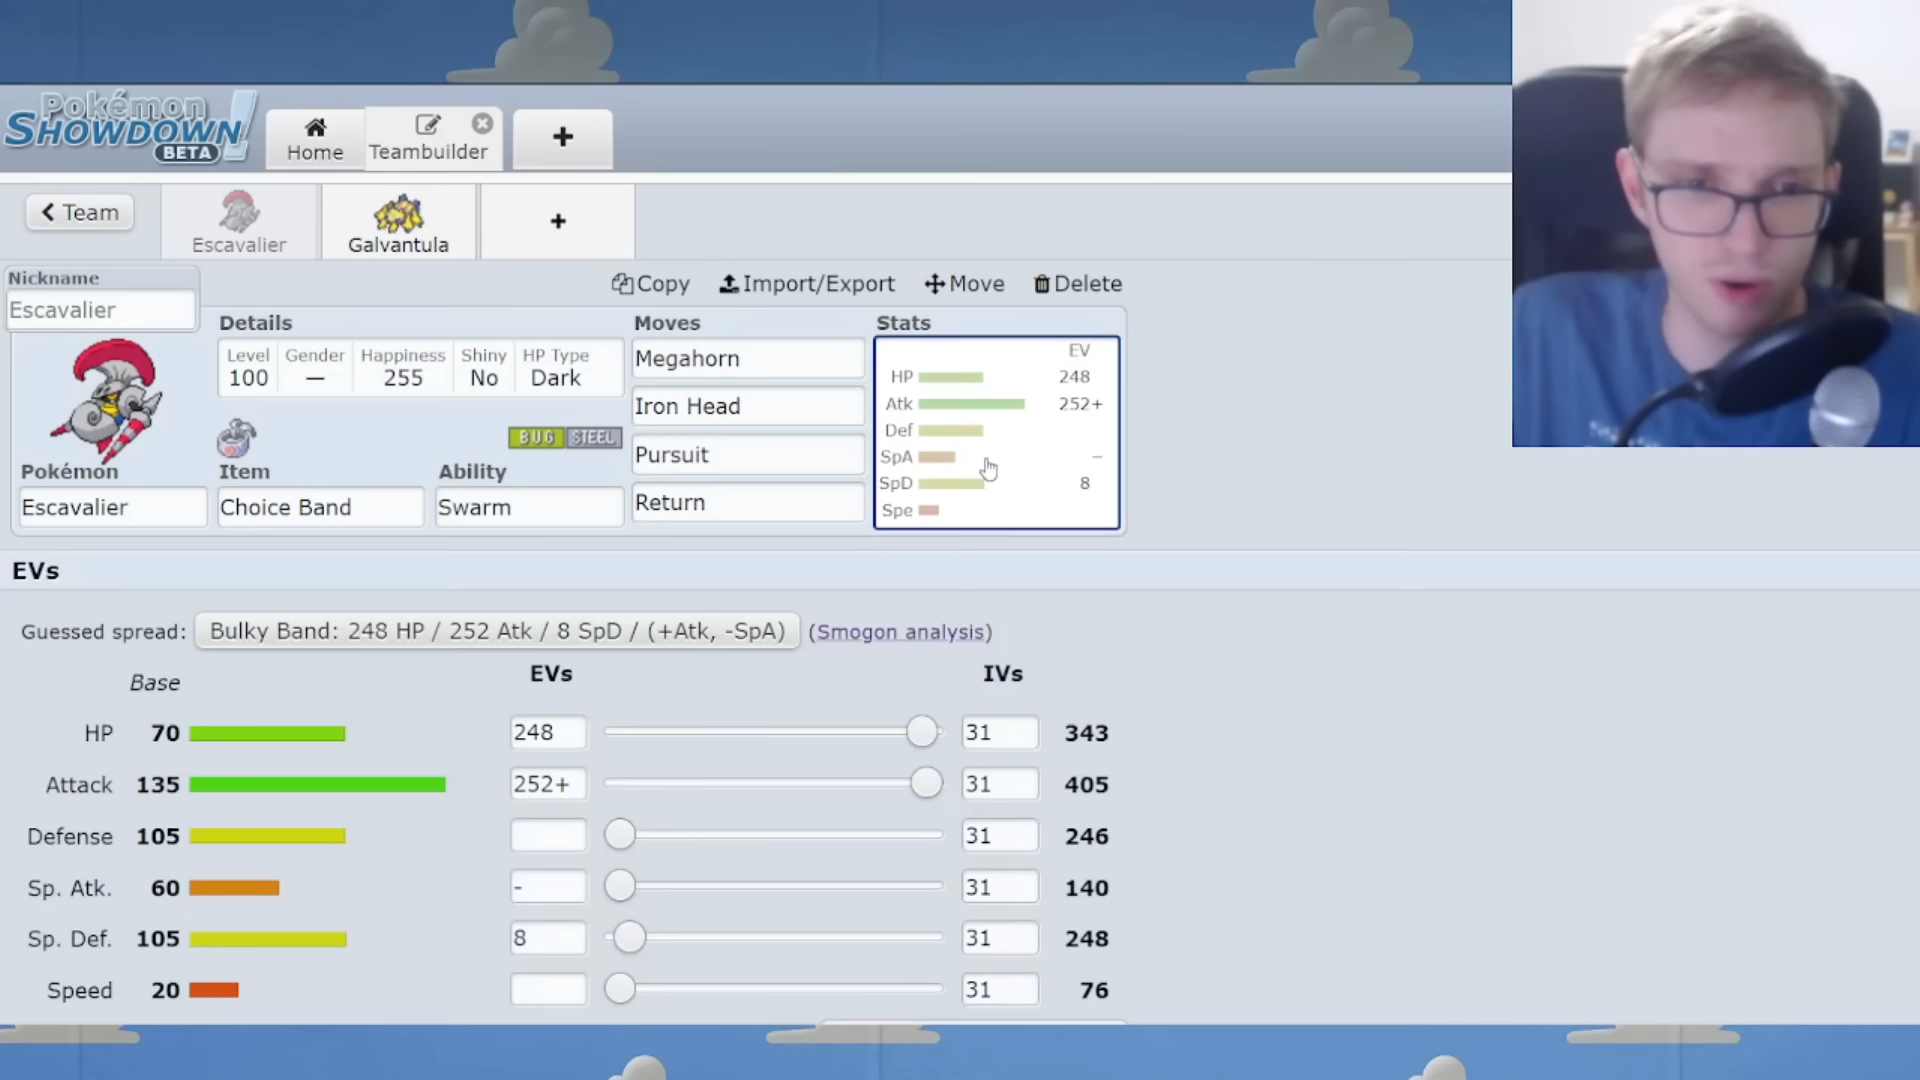 Pokémon
SHOWDOWN!
BETA
Home
Teambuilder
+
Team
Escavalier
Galvantula
+
Nickname
Escavalier
Copy
Import/Export
Move
Delete
Details
Moves
Stats
Level
Gender
Happiness
Shiny
HP Type
100
—
255
No
Dark
Megahorn
Iron Head
Pursuit
Return
BUG STEEL
Pokémon
Item
Ability
Escavalier
Choice Band
Swarm
EV
HP 248
Atk 252+
Def
SpA –
SpD 8
Spe
EVs
Guessed spread: Bulky Band: 248 HP / 252 Atk / 8 SpD / (+Atk, -SpA) (Smogon analysis)
Base EVs IVs
HP 70 248 31 343
Attack 135 252+ 31 405
Defense 105 31 246
Sp. Atk. 60 - 31 140
Sp. Def. 105 8 31 248
Speed 20 31 76